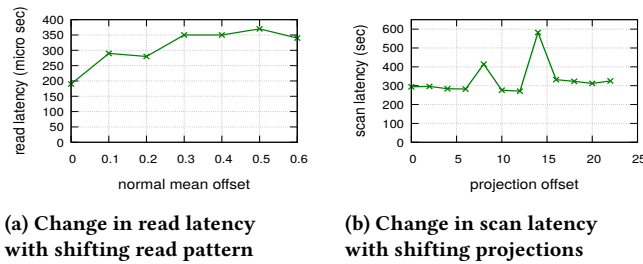 400
350
300
250
200
150
100
50
0
read latency (micro sec)
0 0.1 0.2 0.3 0.4 0.5 0.6
normal mean offset
(a) Change in read latency
with shifting read pattern
600
500
400
300
200
100
0
scan latency (sec)
0 5 10 15 20 25
projection offset
(b) Change in scan latency
with shifting projections